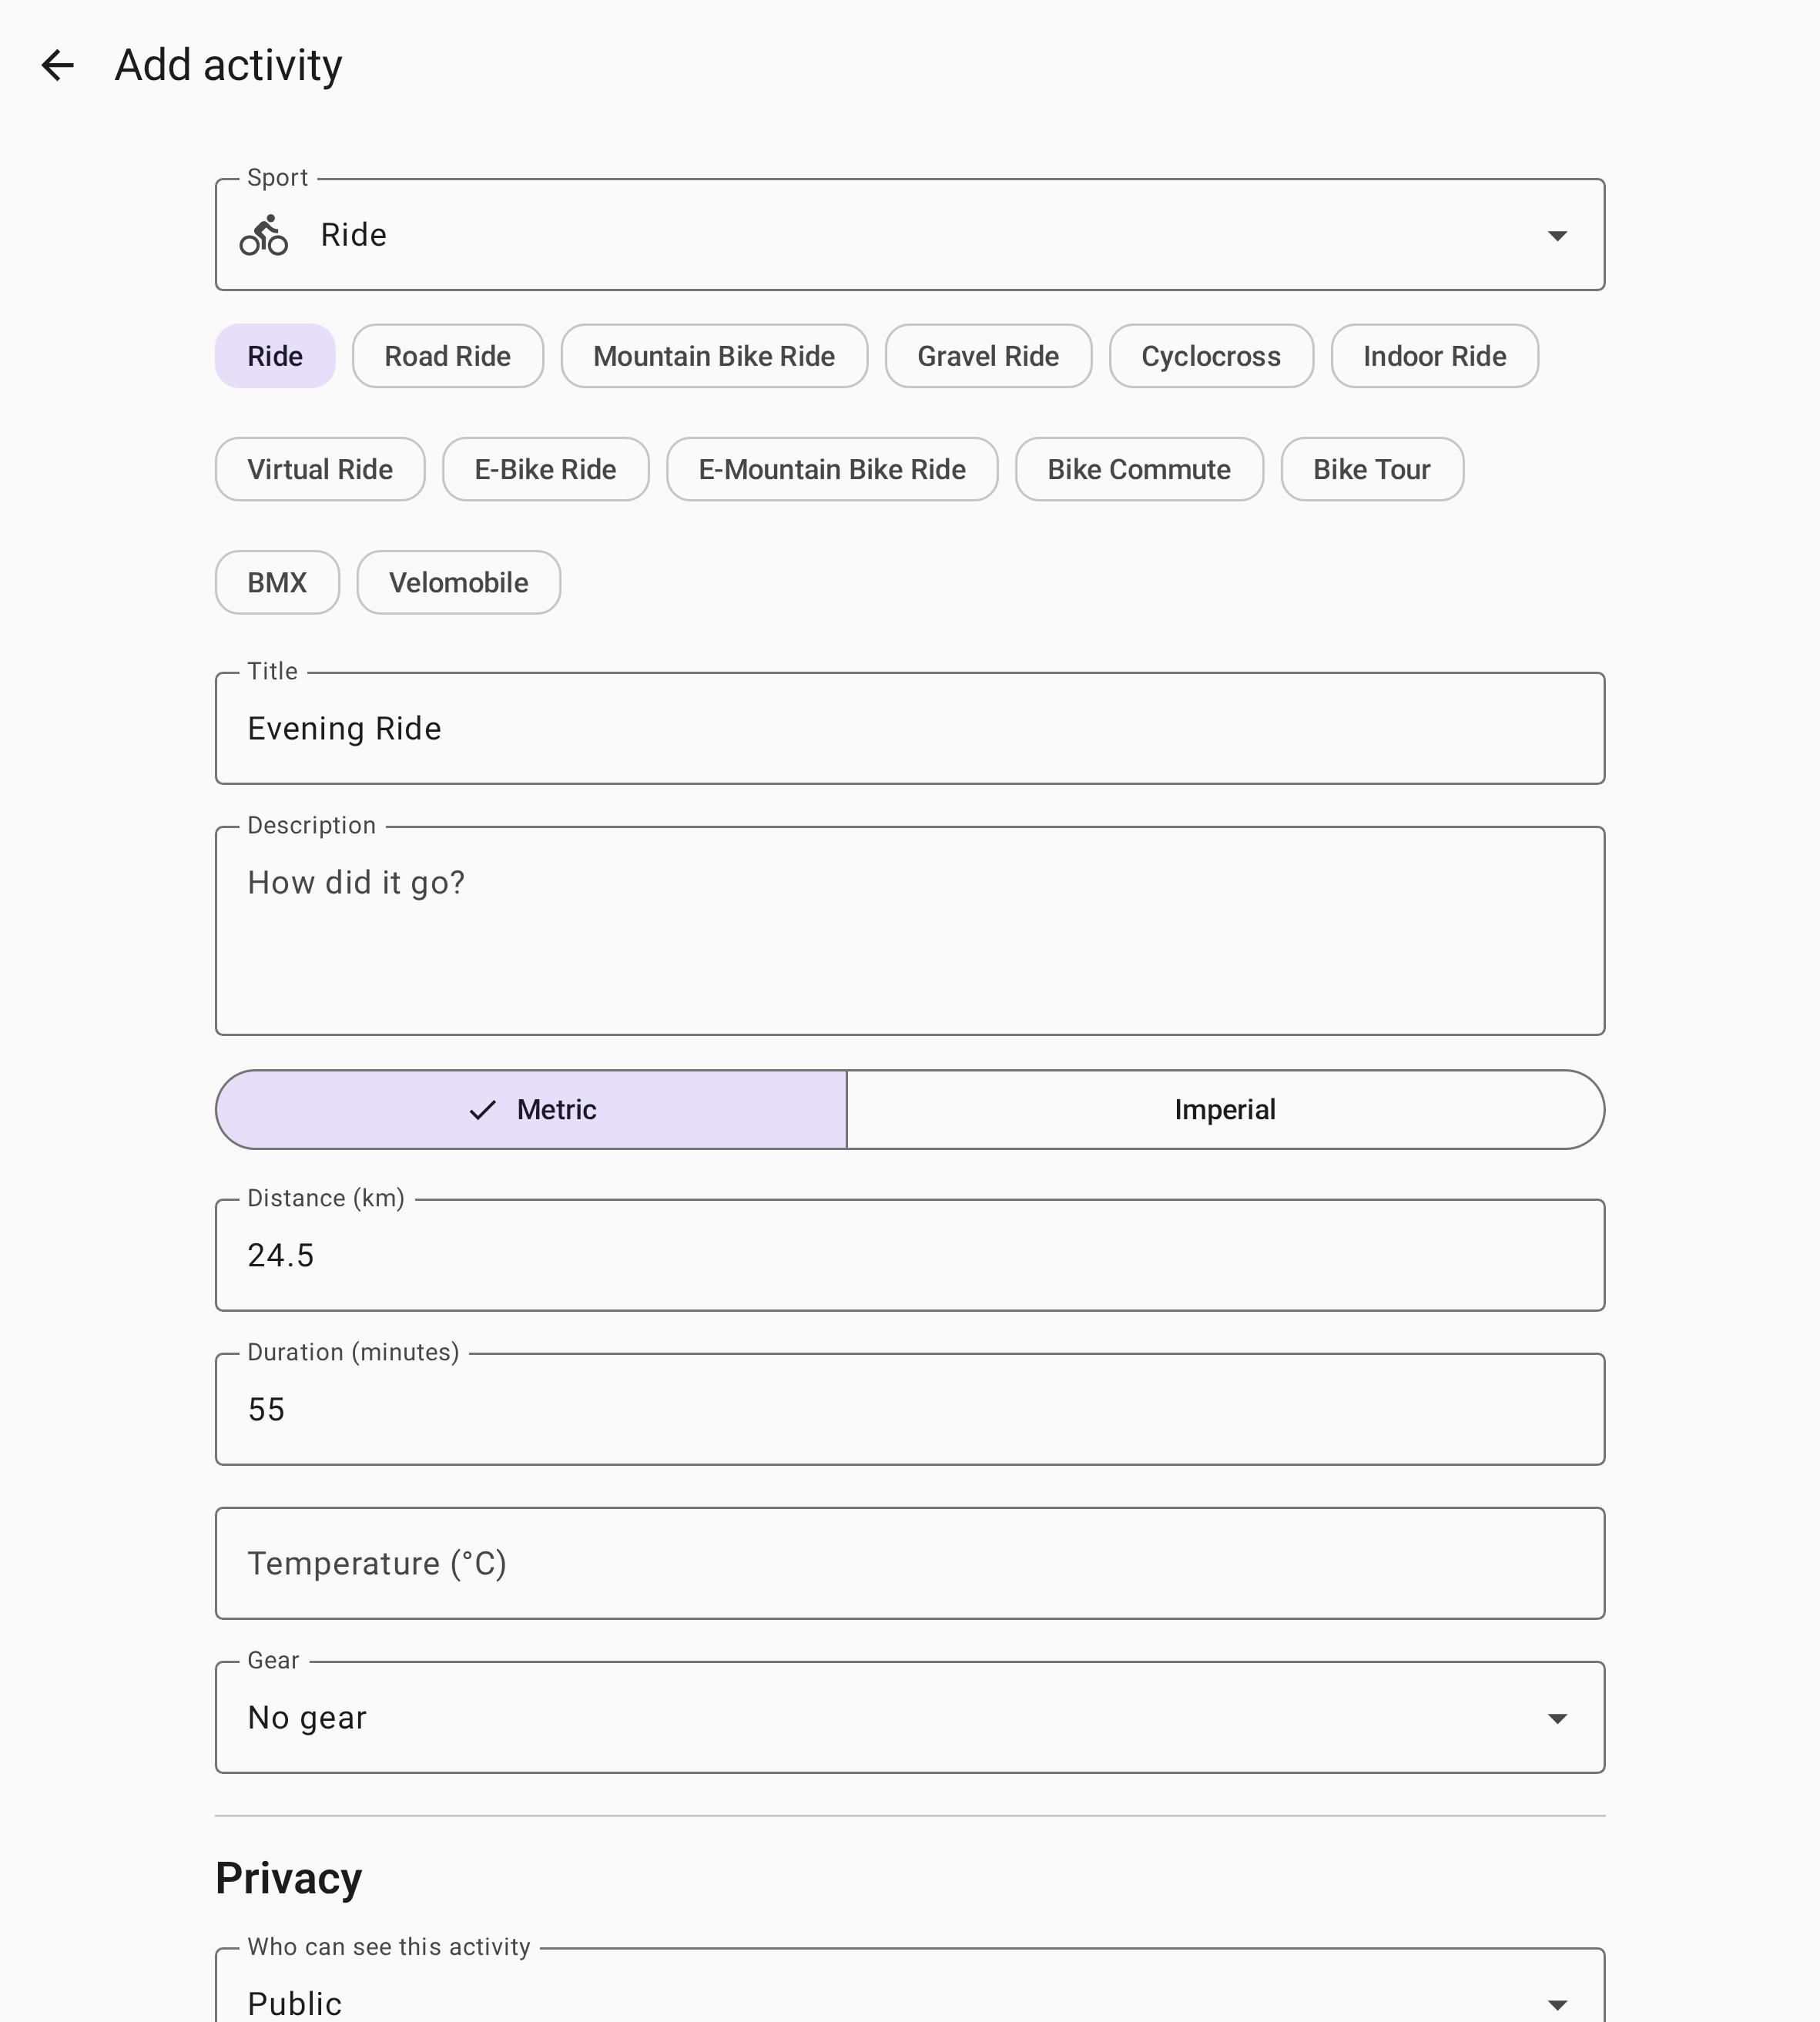 Add activity
Sport
Ride
Ride Road Ride Mountain Bike Ride Gravel Ride Cyclocross Indoor Ride
Virtual Ride E-Bike Ride E-Mountain Bike Ride Bike Commute Bike Tour
BMX Velomobile
Title
Evening Ride
Description
How did it go?
Metric Imperial
Distance (km)
24.5
Duration (minutes)
55
Temperature (°C)
Gear
No gear
Privacy
Who can see this activity
Public